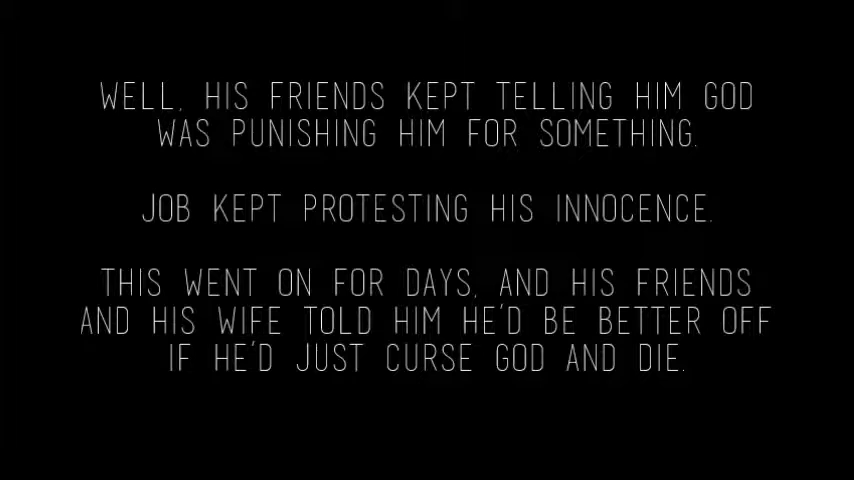 WELL, HIS FRIENDS KEPT TELLING HIM GOD
WAS PUNISHING HIM FOR SOMETHING.
JOB KEPT PROTESTING HIS INNOCENCE.
THIS WENT ON FOR DAYS, AND HIS FRIENDS
AND HIS WIFE TOLD HIM HE'D BE BETTER OFF
IF HE'D JUST CURSE GOD AND DIE.